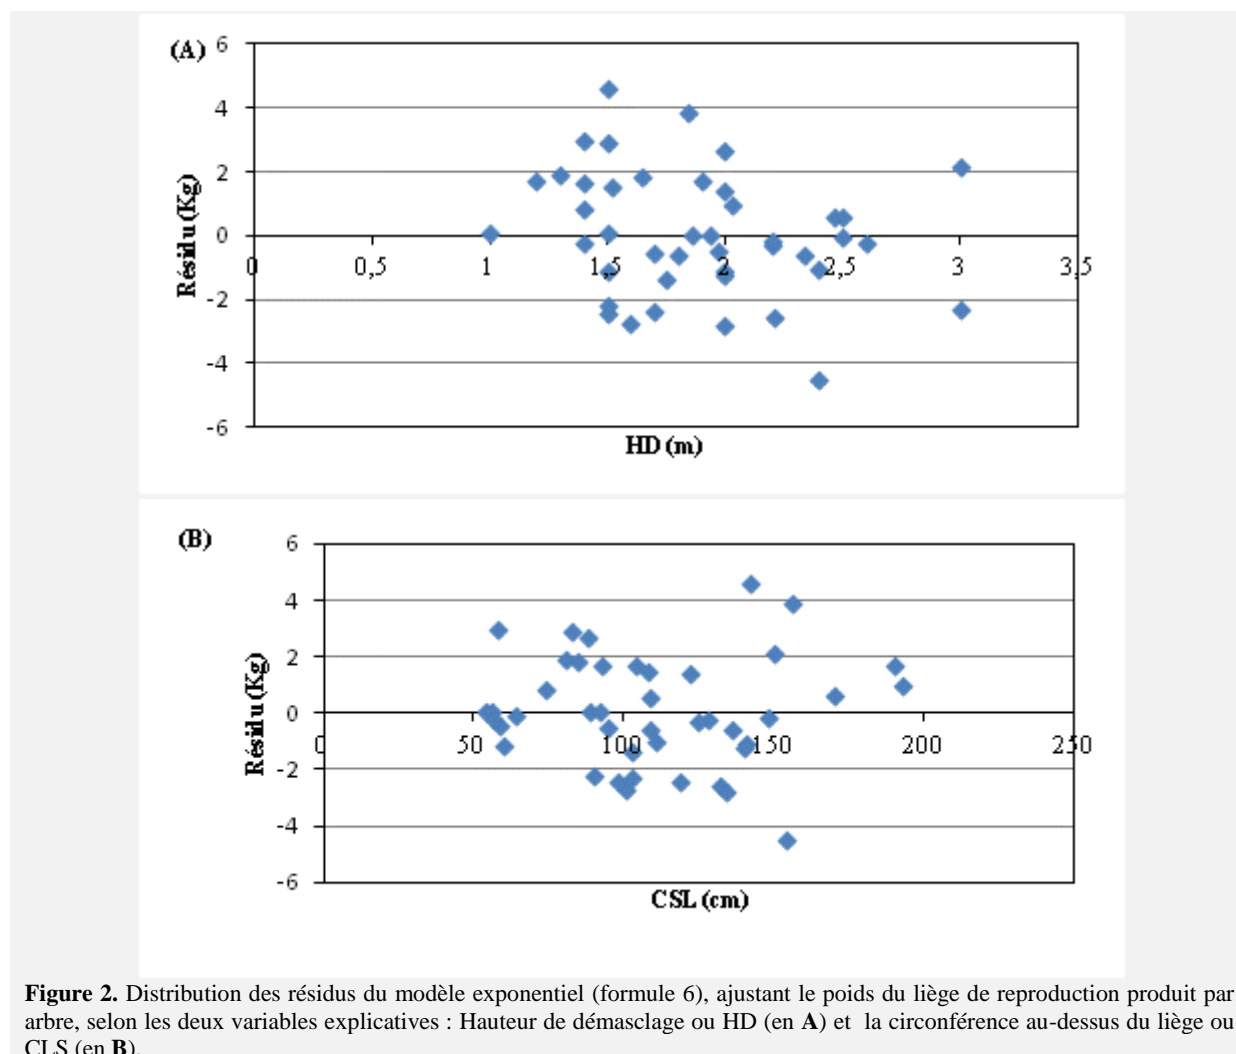 (A)
6
4
2
0
-2
-4
-6
0 0,5 1 1,5 2 2,5 3 3,5
Résidu (Kg)
HD (m)
(B)
6
4
2
0
-2
-4
-6
0 50 100 150 200 250
Résidu (Kg)
CSL (cm)
Figure 2. Distribution des résidus du modèle exponentiel (formule 6), ajustant le poids du liège de reproduction produit par
arbre, selon les deux variables explicatives : Hauteur de démasclage ou HD (en A) et la circonférence au-dessus du liège ou
CLS (en B).